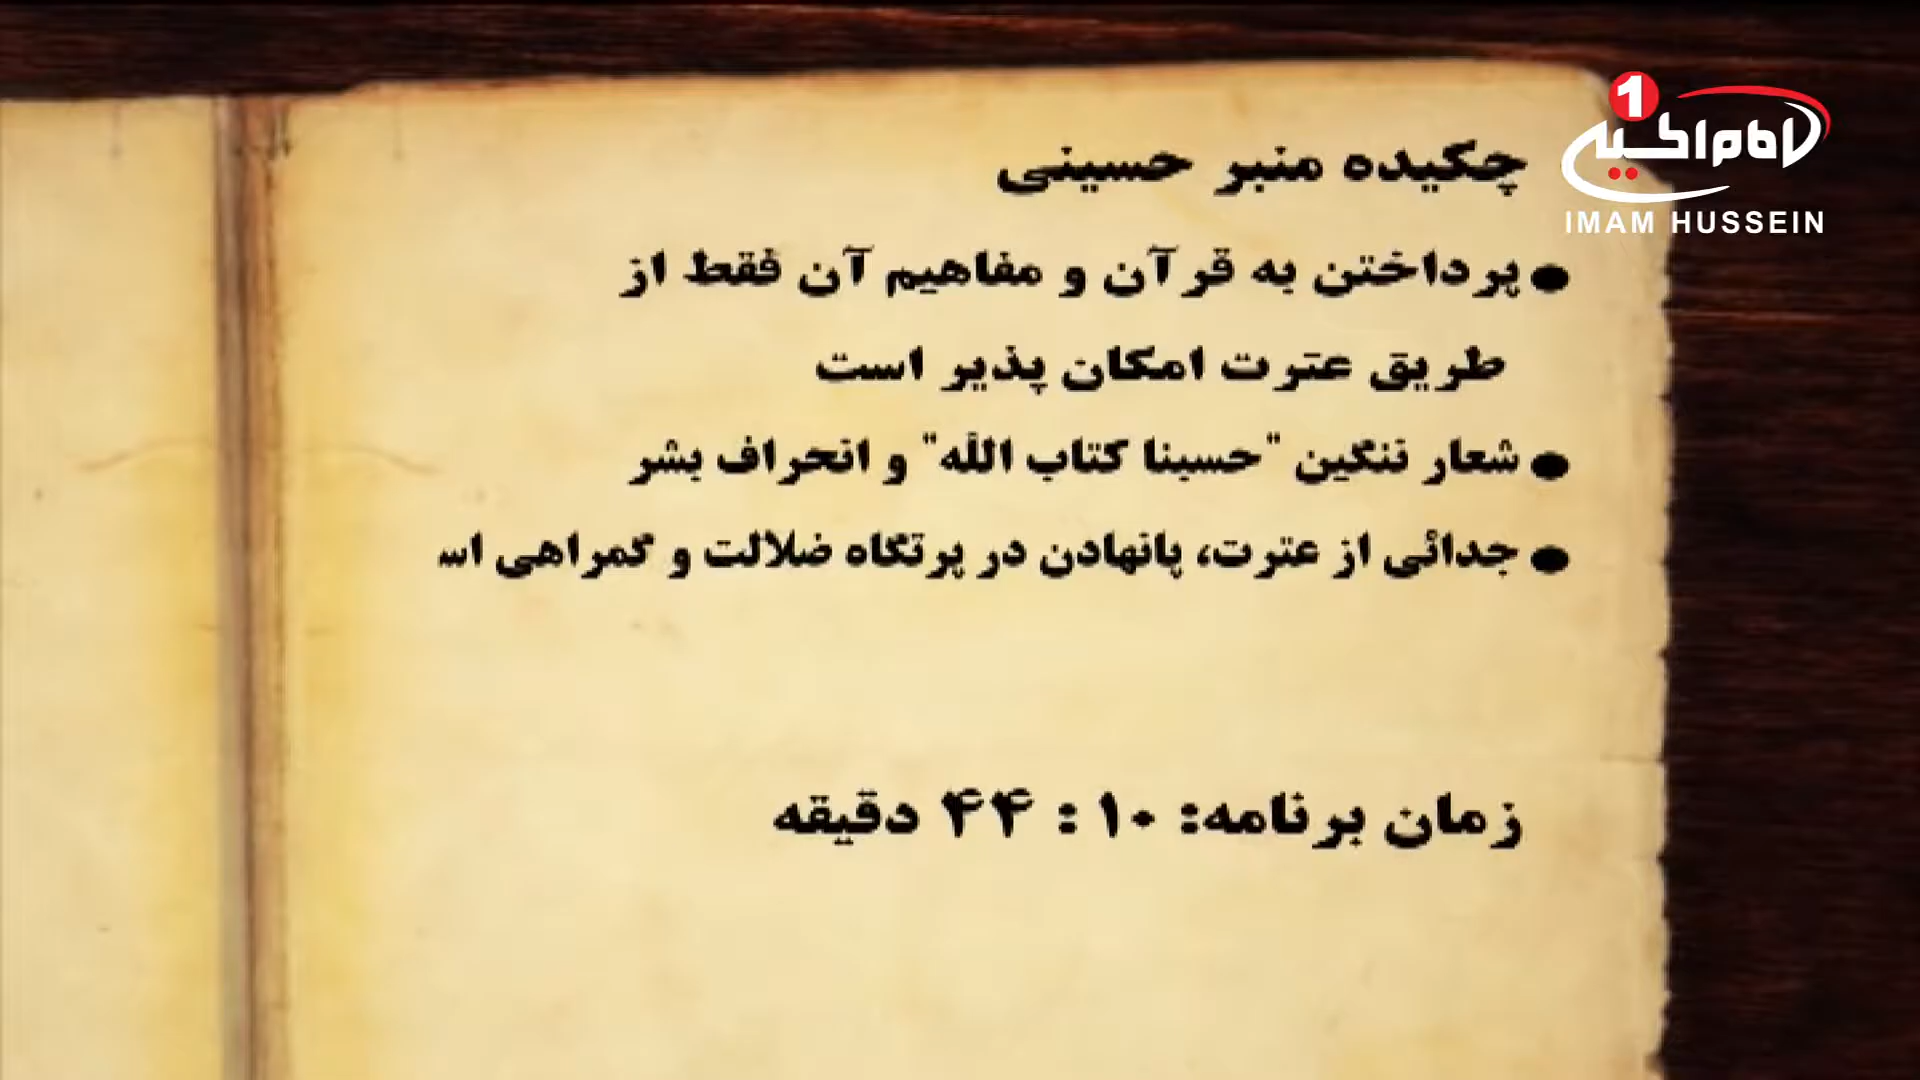 چکیده منبر حسینی
● پرداختن به قرآن و مفاهیم آن فقط از
طریق عترت امکان پذیر است
● شعار ننگین "حسبنا کتاب الله" و انحراف بشر
● جدائی از عترت، پانهادن در پرتگاه ضلالت و گمراهی اس
زمان برنامه: ۱۰ : ۴۴ دقیقه
1
امام الحسین
IMAM HUSSEIN